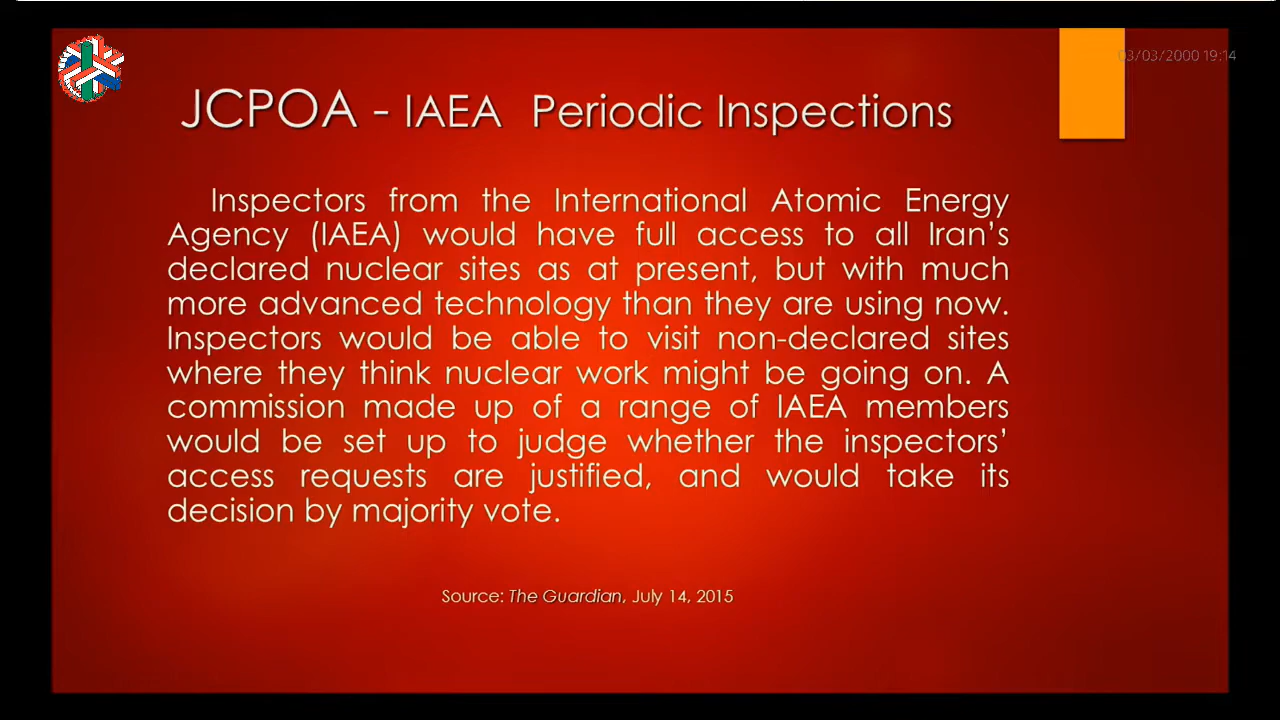 03/03/2000 19:14
JCPOA - IAEA Periodic Inspections
Inspectors from the International Atomic Energy
Agency (IAEA) would have full access to all Iran’s
declared nuclear sites as at present, but with much
more advanced technology than they are using now.
Inspectors would be able to visit non-declared sites
where they think nuclear work might be going on. A
commission made up of a range of IAEA members
would be set up to judge whether the inspectors’
access requests are justified, and would take its
decision by majority vote.
Source: The Guardian, July 14, 2015